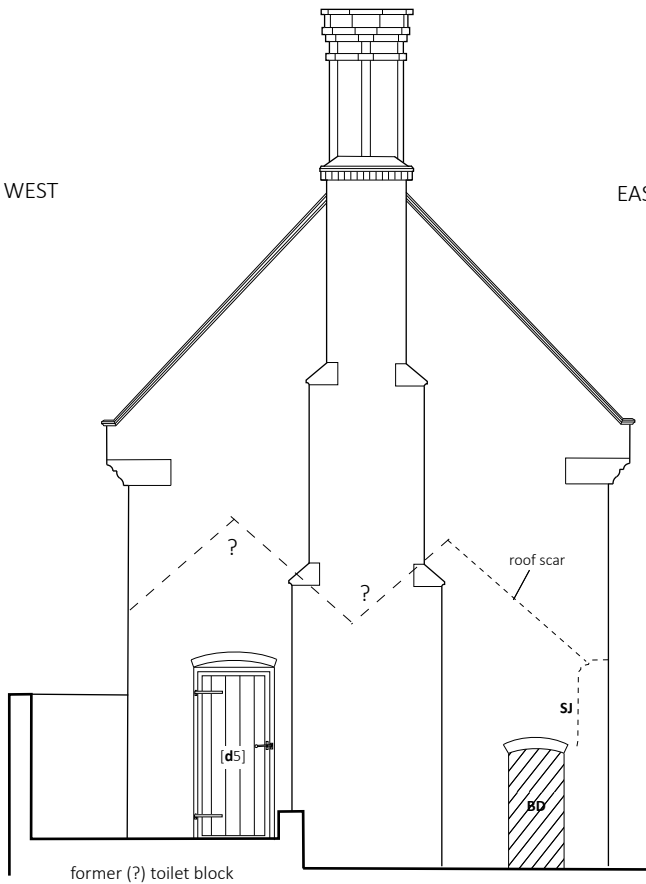 WEST
EAS
?
roof scar
?
SJ
[d5]
BD
former (?) toilet block